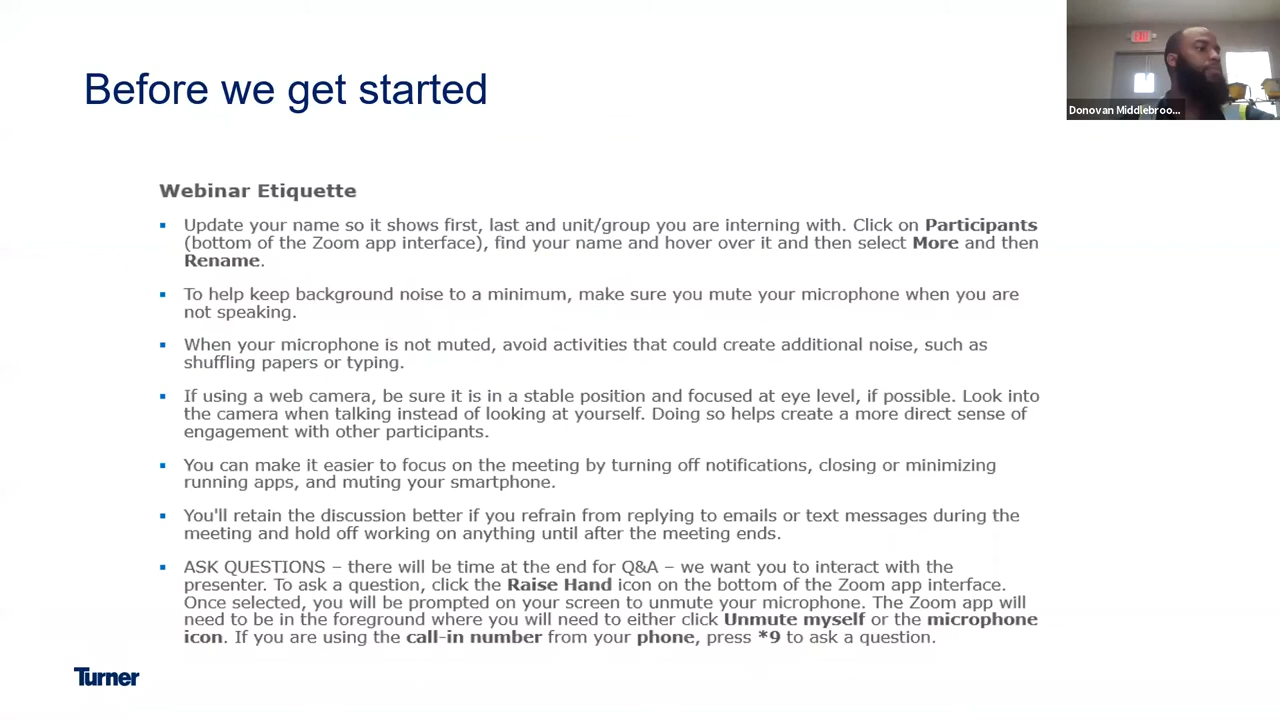 Before we get started
EXIT
Donovan Middlebroo...
Webinar Etiquette
▪ Update your name so it shows first, last and unit/group you are interning with. Click on Participants
(bottom of the Zoom app interface), find your name and hover over it and then select More and then
Rename.
▪ To help keep background noise to a minimum, make sure you mute your microphone when you are
not speaking.
▪ When your microphone is not muted, avoid activities that could create additional noise, such as
shuffling papers or typing.
▪ If using a web camera, be sure it is in a stable position and focused at eye level, if possible. Look into
the camera when talking instead of looking at yourself. Doing so helps create a more direct sense of
engagement with other participants.
▪ You can make it easier to focus on the meeting by turning off notifications, closing or minimizing
running apps, and muting your smartphone.
▪ You'll retain the discussion better if you refrain from replying to emails or text messages during the
meeting and hold off working on anything until after the meeting ends.
▪ ASK QUESTIONS – there will be time at the end for Q&A – we want you to interact with the
presenter. To ask a question, click the Raise Hand icon on the bottom of the Zoom app interface.
Once selected, you will be prompted on your screen to unmute your microphone. The Zoom app will
need to be in the foreground where you will need to either click Unmute myself or the microphone
icon. If you are using the call-in number from your phone, press *9 to ask a question.
Turner